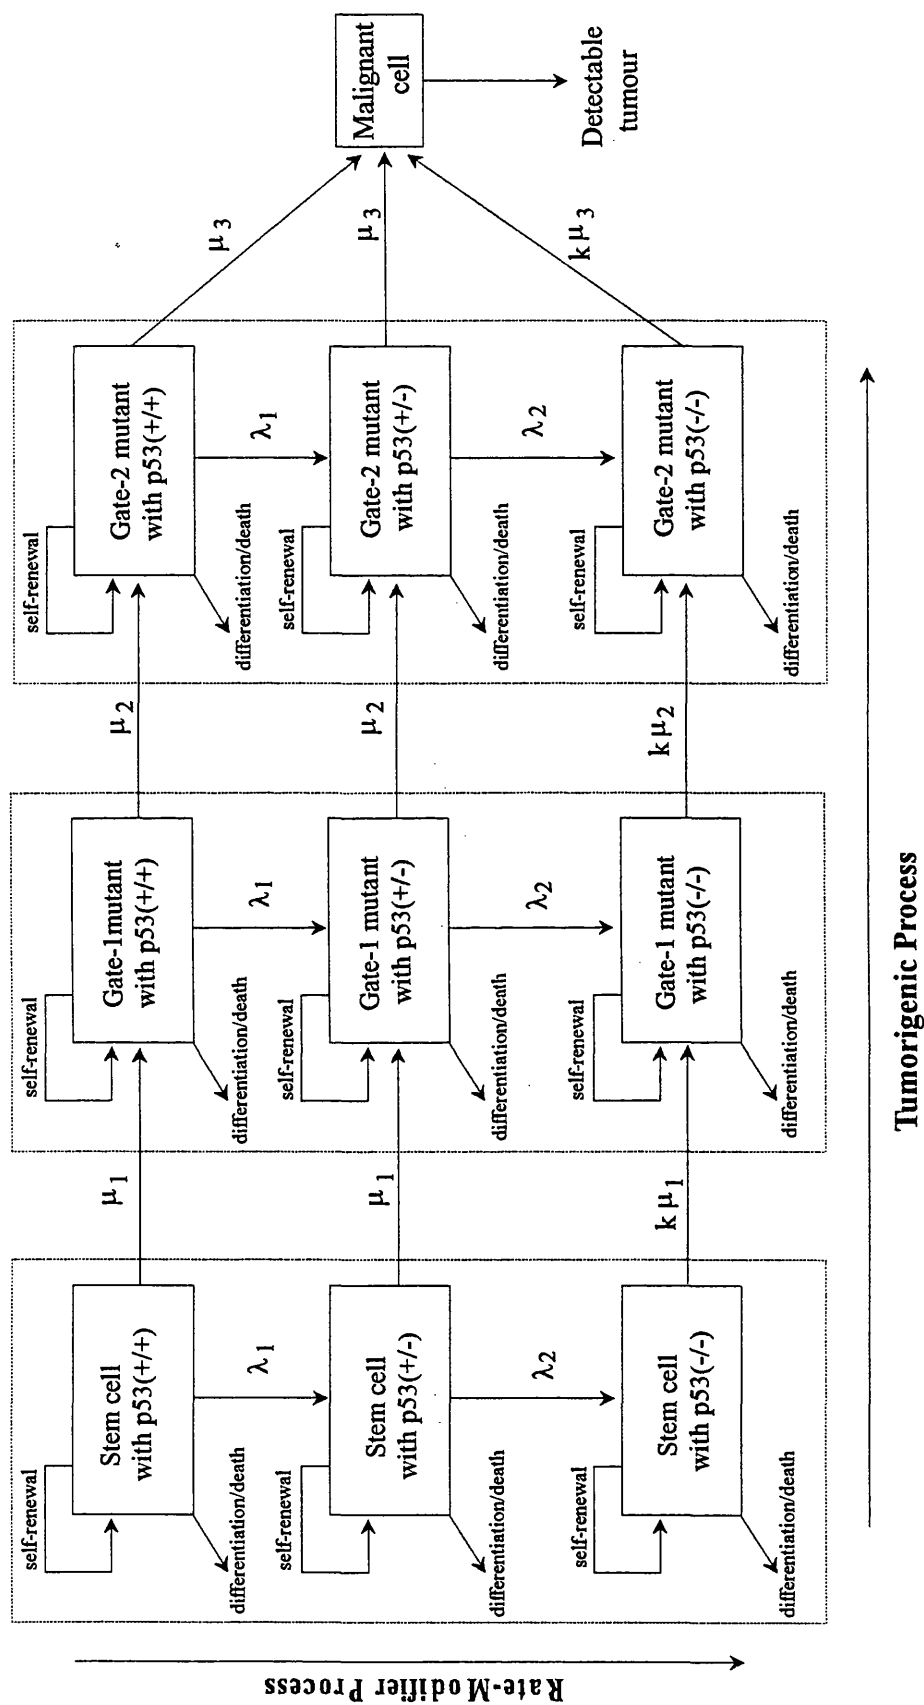 self-renewal
Stem cell
with p53(+/+)
differentiation/death
λ1
self-renewal
Stem cell
with p53(+/-)
differentiation/death
λ2
self-renewal
Stem cell
with p53(-/-)
differentiation/death
μ1
μ1
kμ1
self-renewal
Gate-1mutant
with p53(+/+)
differentiation/death
λ1
self-renewal
Gate-1 mutant
with p53(+/-)
differentiation/death
λ2
self-renewal
Gate-1 mutant
with p53(-/-)
differentiation/death
μ2
μ2
kμ2
self-renewal
Gate-2 mutant
with p53(+/+)
differentiation/death
λ1
self-renewal
Gate-2 mutant
with p53(+/-)
differentiation/death
λ2
self-renewal
Gate-2 mutant
with p53(-/-)
differentiation/death
μ3
μ3
kμ3
Malignant
cell
Detectable
tumour
Rate-Modifier Process
Tumorigenic Process